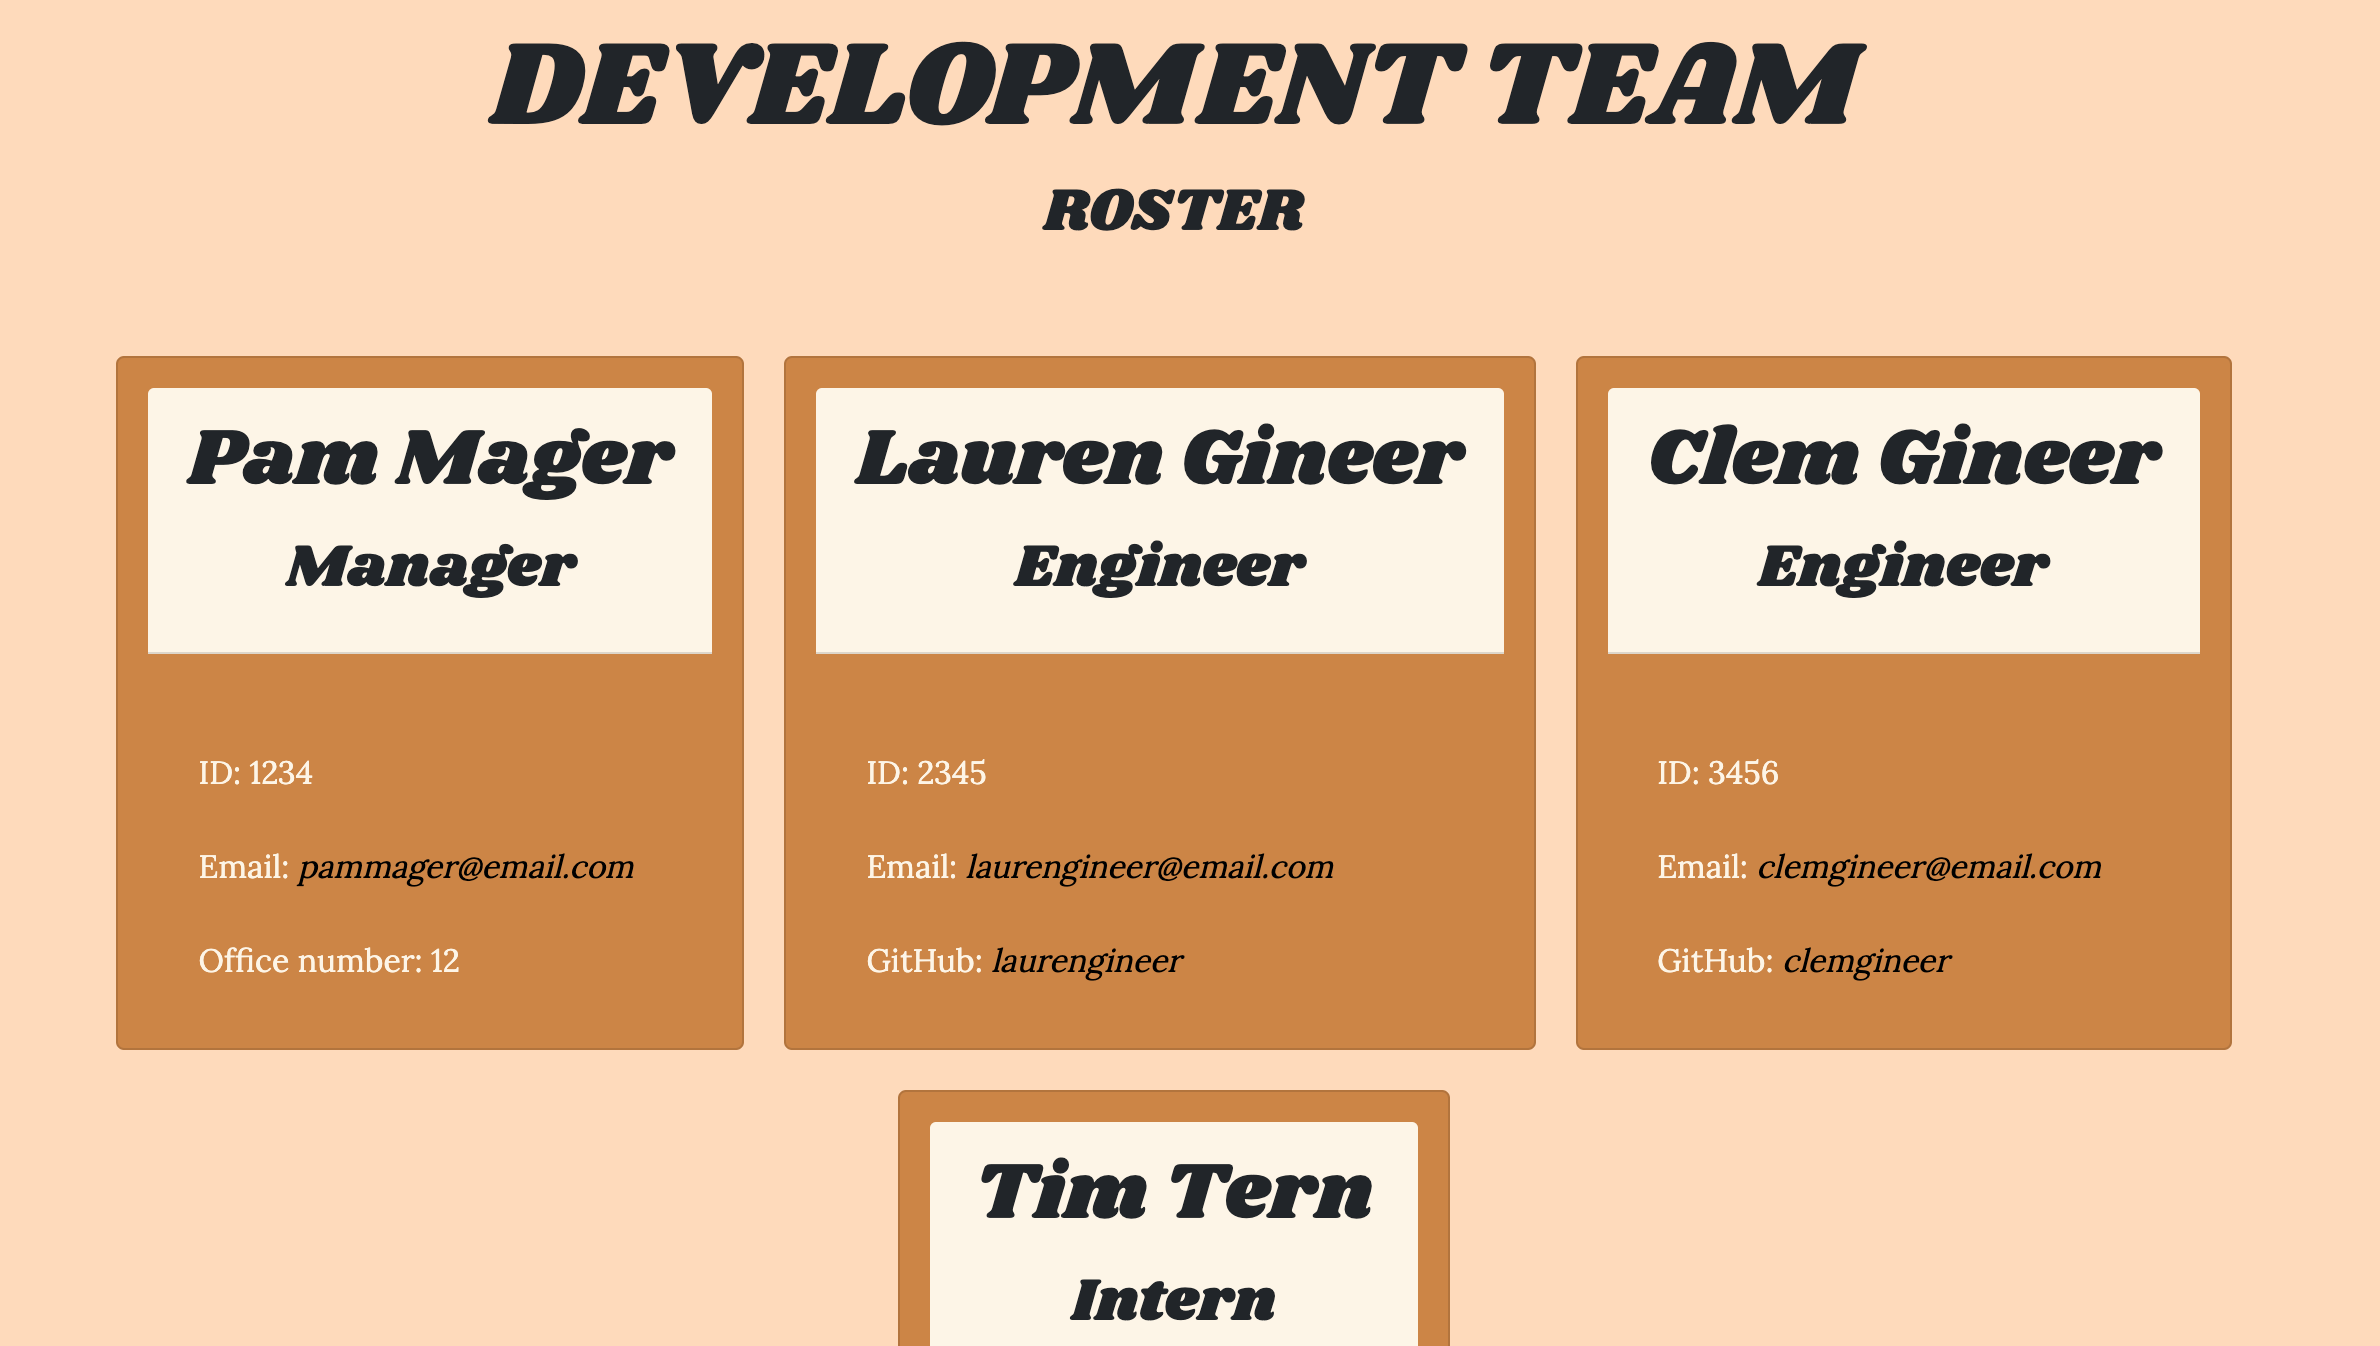 DEVELOPMENT TEAM
ROSTER
Pam Mager
Manager
ID: 1234
Email: pammager@email.com
Office number: 12
Lauren Gineer
Engineer
ID: 2345
Email: laurengineer@email.com
GitHub: laurengineer
Clem Gineer
Engineer
ID: 3456
Email: clemgineer@email.com
GitHub: clemgineer
Tim Tern
Intern